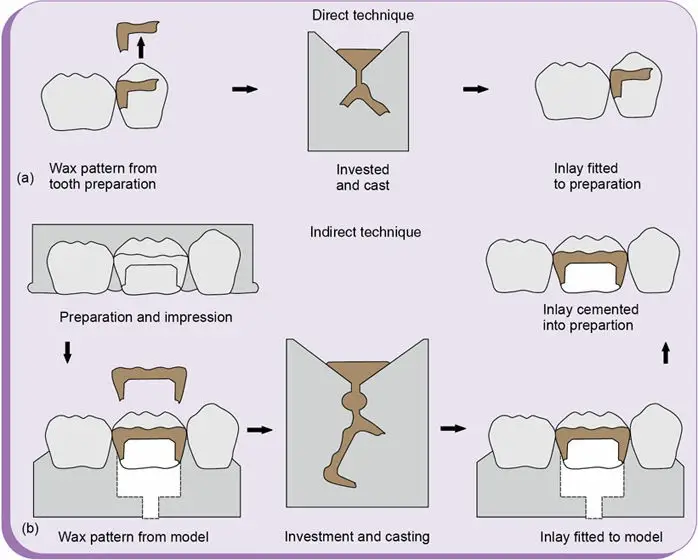 Direct technique
Wax pattern from
tooth preparation
Invested
and cast
Inlay fitted
to preparation
(a)
Indirect technique
Preparation and impression
Inlay cemented
into prepartion
(b)
Wax pattern from model
Investment and casting
Inlay fitted to model